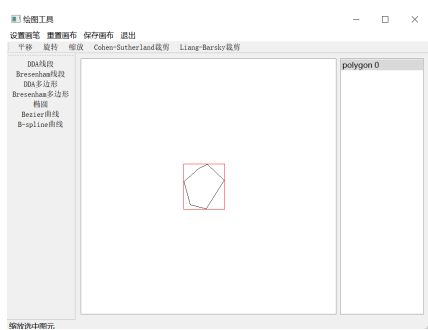 绘图工具
设置画笔 重置画布 保存画布 退出
平移 旋转 缩放 Cohen-Sutherland裁剪 Liang-Barsky裁剪
DDA线段
Bresenham线段
DDA多边形
Bresenham多边形
椭圆
Bezier曲线
B-spline曲线
polygon 0
缩放选中图元